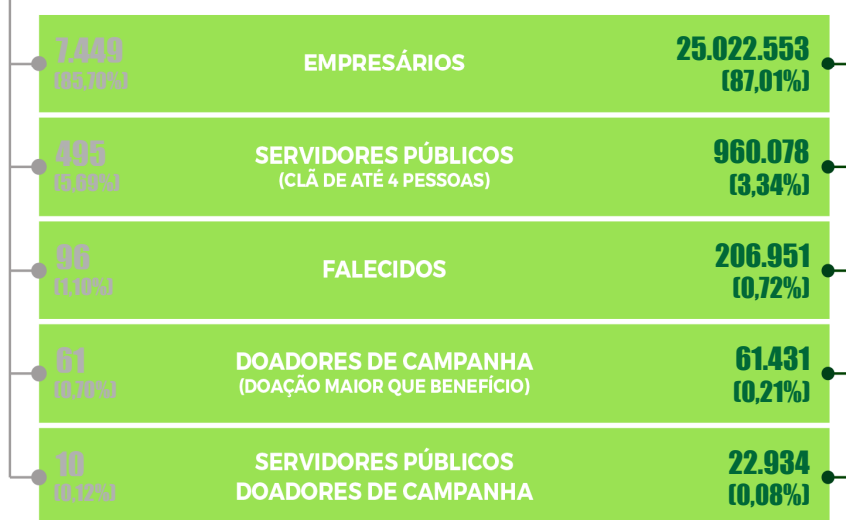 7.449
(85,70%)
EMPRESÁRIOS
25.022.553
(87,01%)
495
(5,69%)
SERVIDORES PÚBLICOS
(CLÃ DE ATÉ 4 PESSOAS)
960.078
(3,34%)
96
(1,10%)
FALECIDOS
206.951
(0,72%)
61
(0,70%)
DOADORES DE CAMPANHA
(DOAÇÃO MAIOR QUE BENEFÍCIO)
61.431
(0,21%)
10
(0,12%)
SERVIDORES PÚBLICOS
DOADORES DE CAMPANHA
22.934
(0,08%)